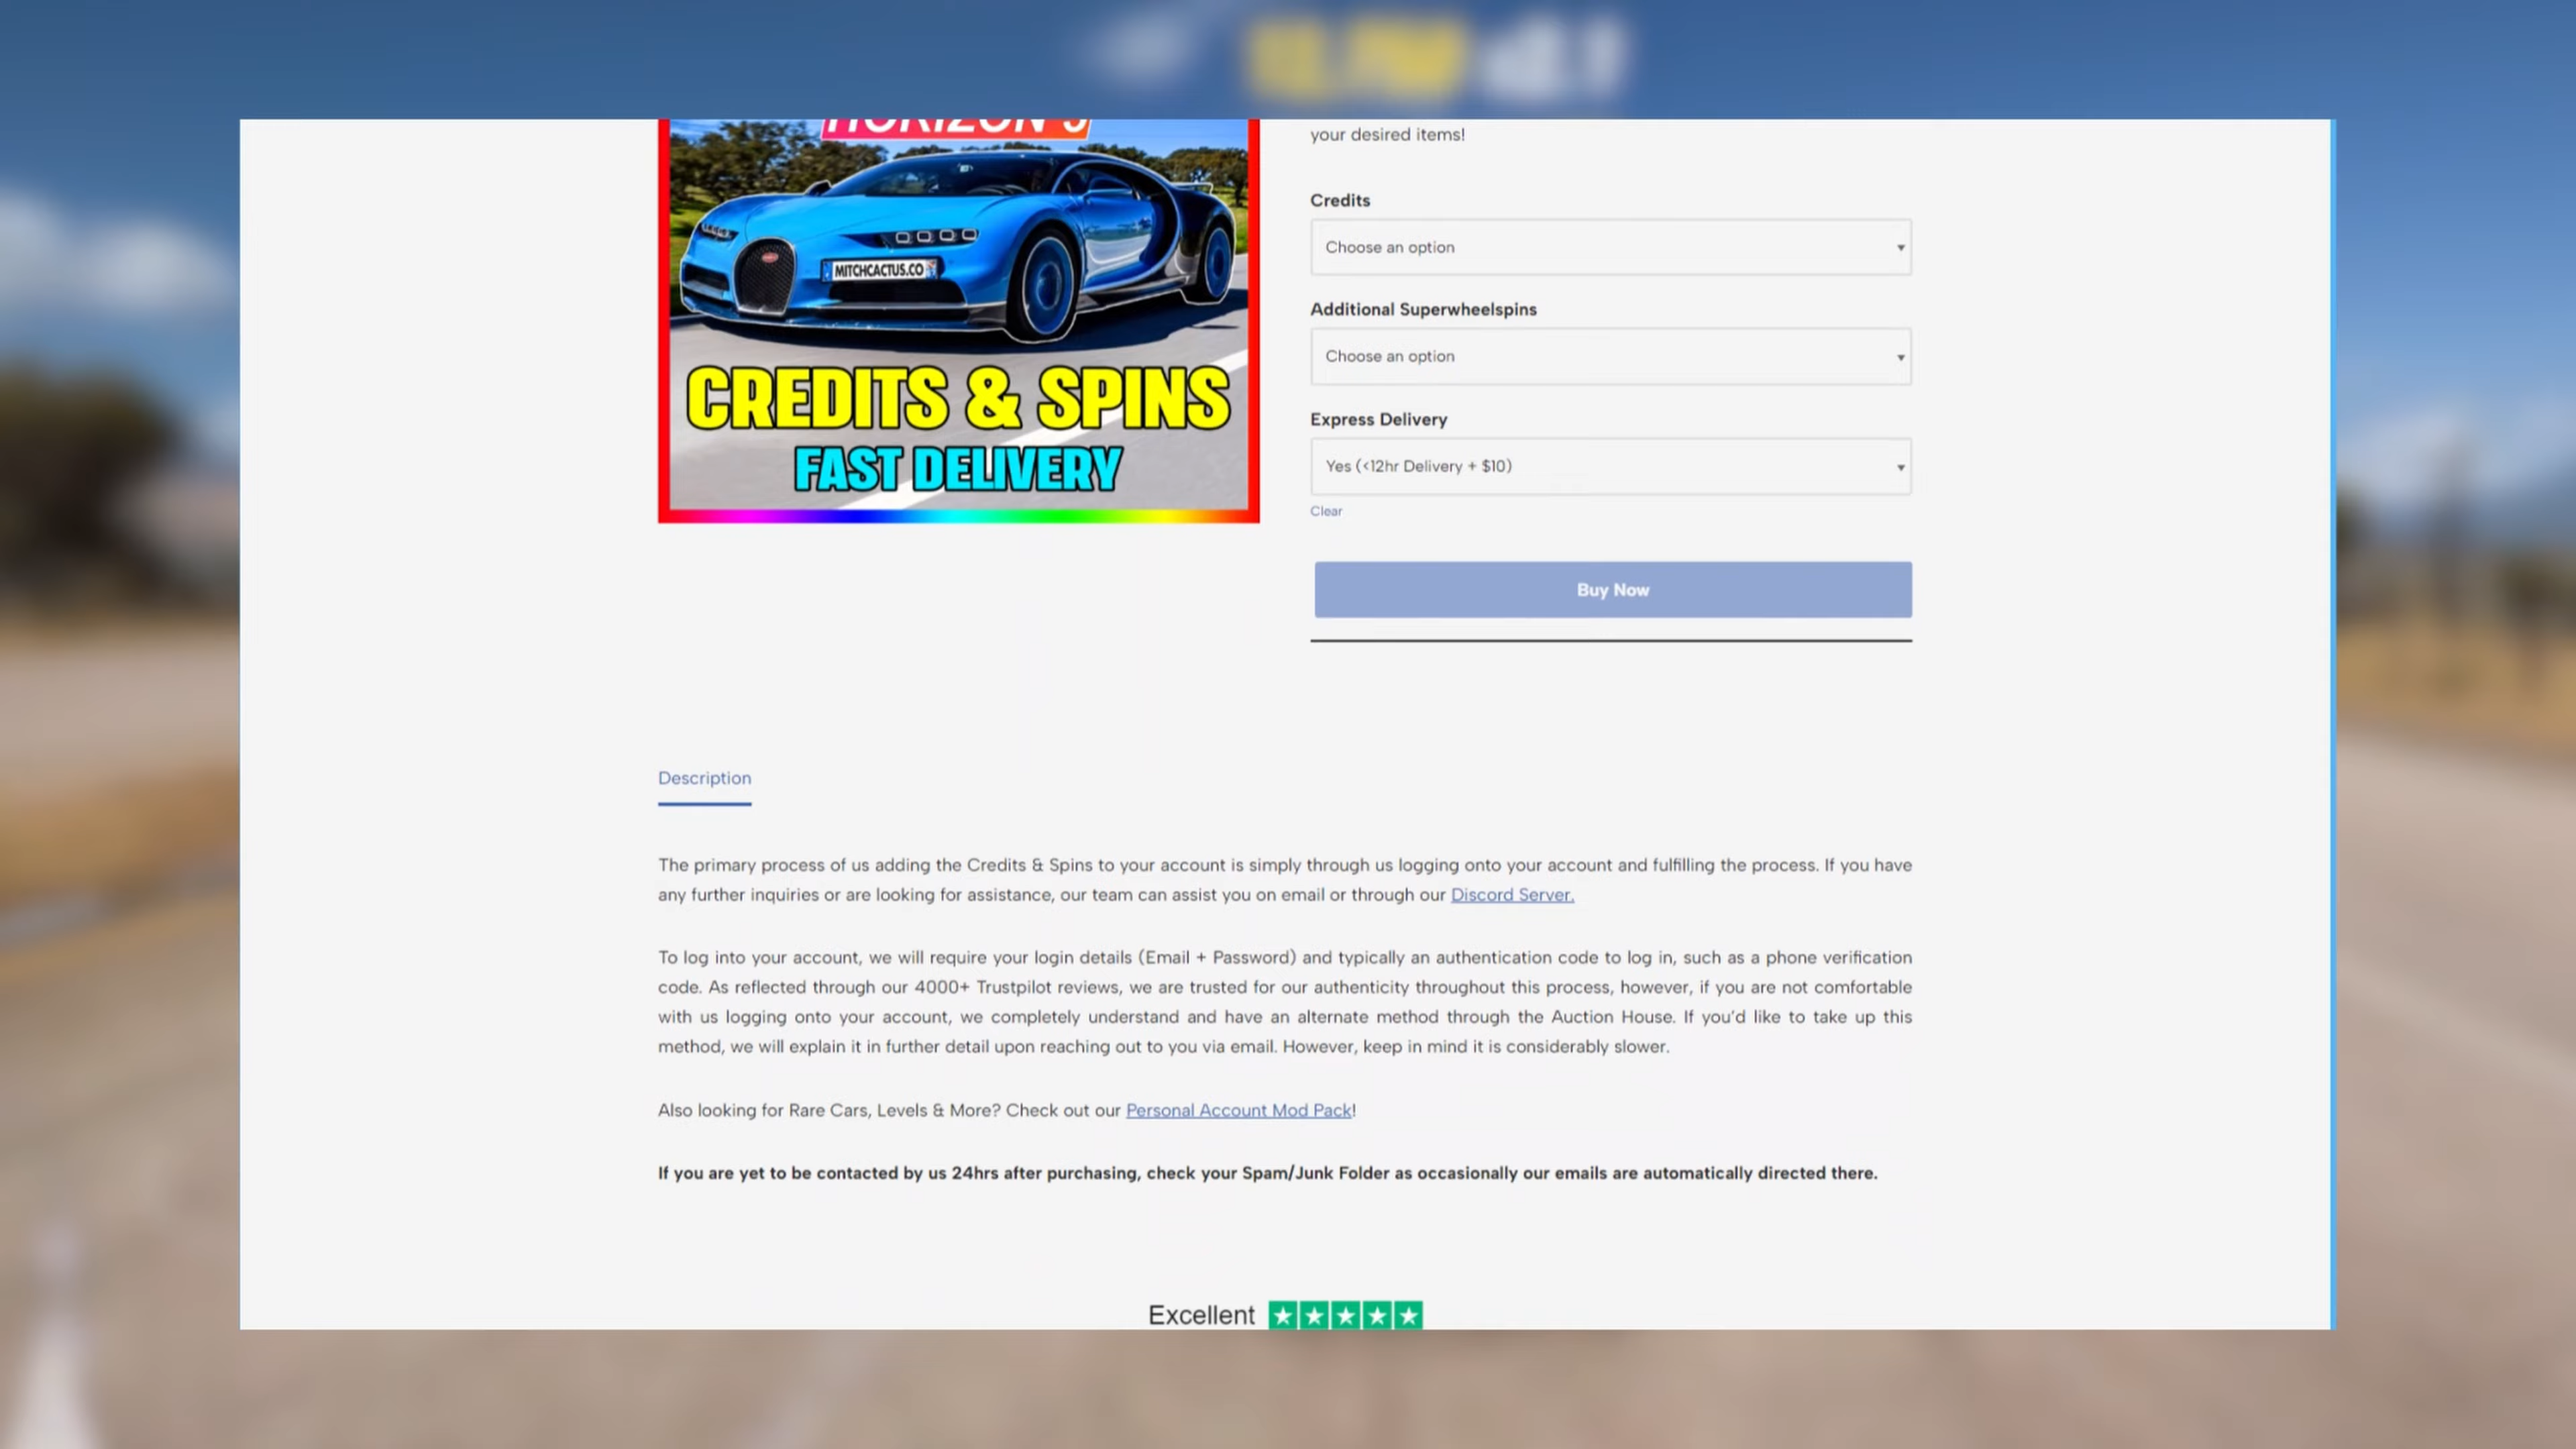 HORIZON 5
MITCHCACTUS.CO
CREDITS & SPINS
FAST DELIVERY
your desired items!
Credits
Choose an option
Additional Superwheelspins
Choose an option
Express Delivery
Yes (<12hr Delivery + $10)
Clear
Buy Now
Description
The primary process of us adding the Credits & Spins to your account is simply through us logging onto your account and fulfilling the process. If you have
any further inquiries or are looking for assistance, our team can assist you on email or through our Discord Server.
To log into your account, we will require your login details (Email + Password) and typically an authentication code to log in, such as a phone verification
code. As reflected through our 4000+ Trustpilot reviews, we are trusted for our authenticity throughout this process, however, if you are not comfortable
with us logging onto your account, we completely understand and have an alternate method through the Auction House. If you'd like to take up this
method, we will explain it in further detail upon reaching out to you via email. However, keep in mind it is considerably slower.
Also looking for Rare Cars, Levels & More? Check out our Personal Account Mod Pack!
If you are yet to be contacted by us 24hrs after purchasing, check your Spam/Junk Folder as occasionally our emails are automatically directed there.
Excellent